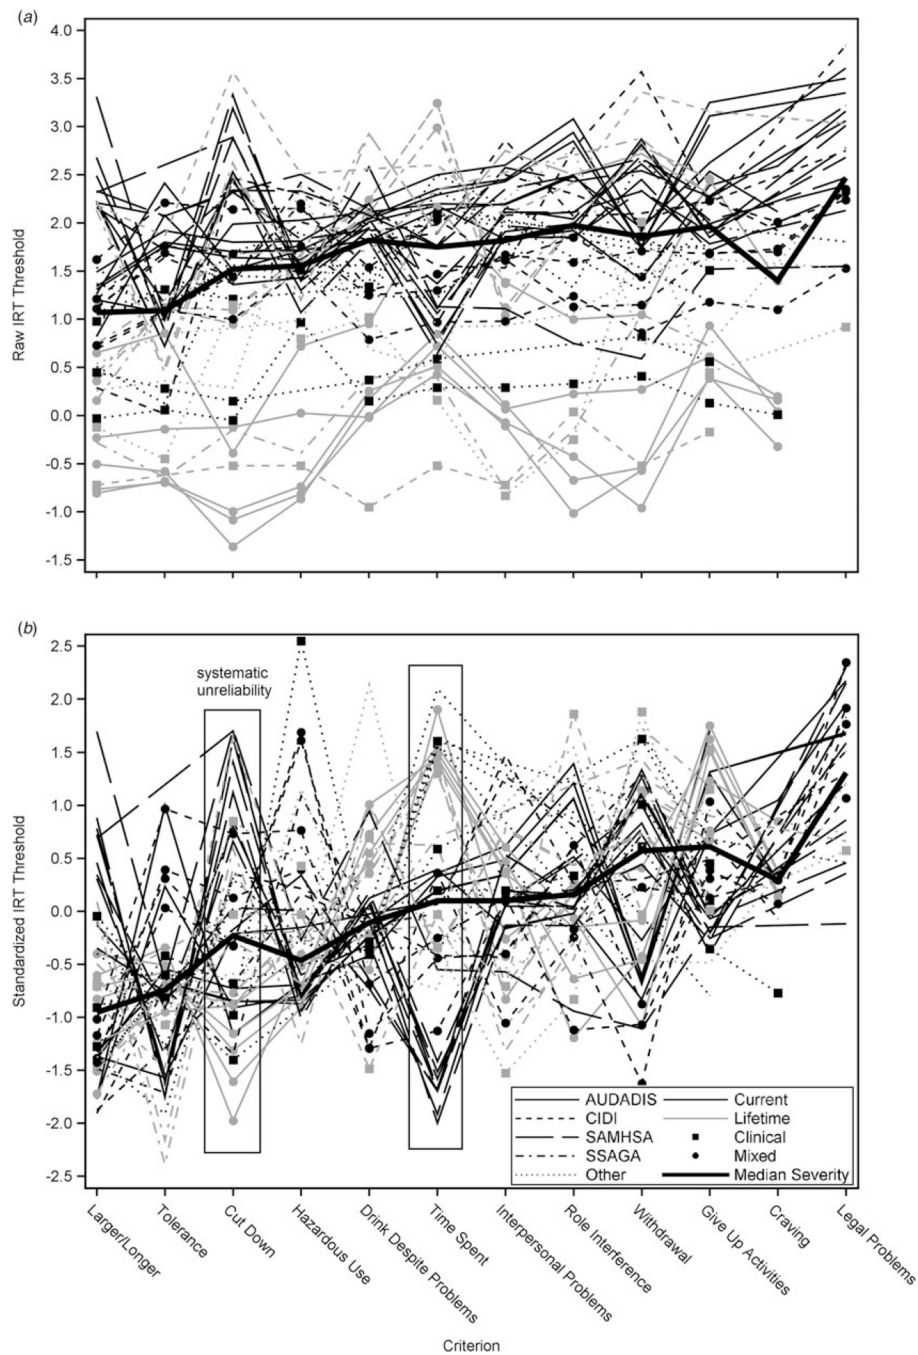 (a)
4.0
3.5
3.0
2.5
2.0
1.5
1.0
0.5
0.0
-0.5
-1.0
-1.5
Raw IRT Threshold
(b)
2.5
2.0
1.5
1.0
0.5
0.0
-0.5
-1.0
-1.5
-2.0
-2.5
Standardized IRT Threshold
systematic
unreliability
AUDADIS Current
CIDI Lifetime
SAMHSA Clinical
SSAGA Mixed
Other Median Severity
Larger/Longer
Tolerance
Cut Down
Hazardous Use
Drink Despite Problems
Time Spent
Interpersonal Problems
Role Interference
Withdrawal
Give Up Activities
Craving
Legal Problems
Criterion